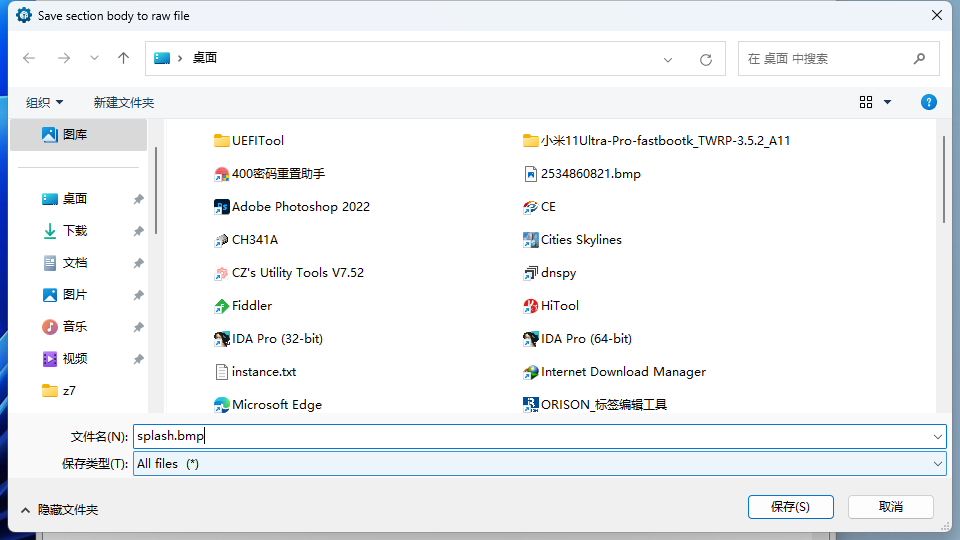 Save section body to raw file
桌面
在 桌面 中搜索
组织
新建文件夹
?
图库
桌面
下载
文档
图片
音乐
视频
z7
UEFITool
小米11Ultra-Pro-fastbootk_TWRP-3.5.2_A11
400密码重置助手
2534860821.bmp
Adobe Photoshop 2022
CE
CH341A
Cities Skylines
CZ's Utility Tools V7.52
dnspy
Fiddler
HiTool
IDA Pro (32-bit)
IDA Pro (64-bit)
instance.txt
Internet Download Manager
Microsoft Edge
ORISON_标签编辑工具
文件名(N):
splash.bmp
保存类型(T):
All files (*)
隐藏文件夹
保存(S)
取消